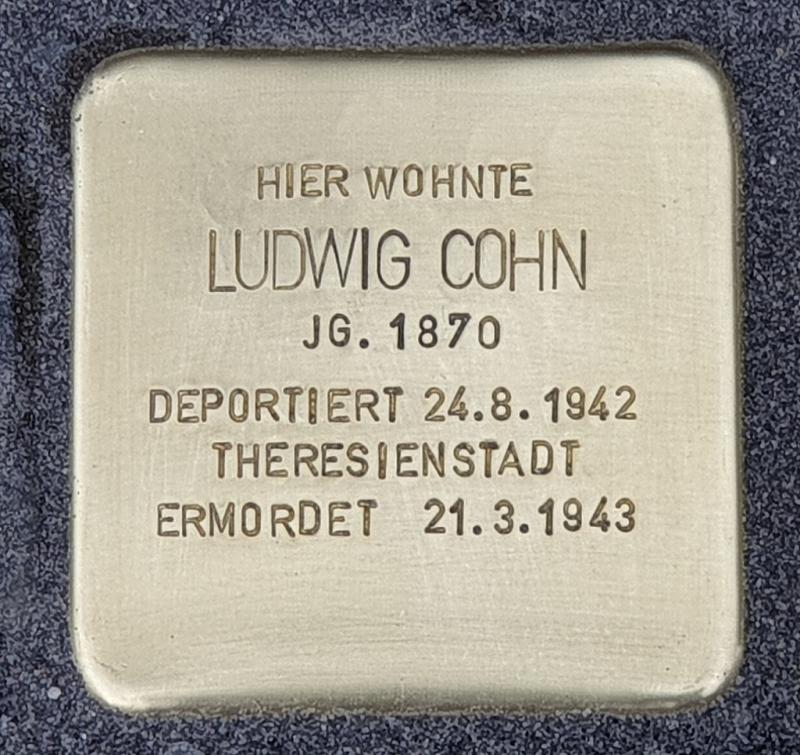 HIER WOHNTE
LUDWIG COHN
JG. 1870
DEPORTIERT 24.8.1942
THERESIENSTADT
ERMORDET 21.3.1943